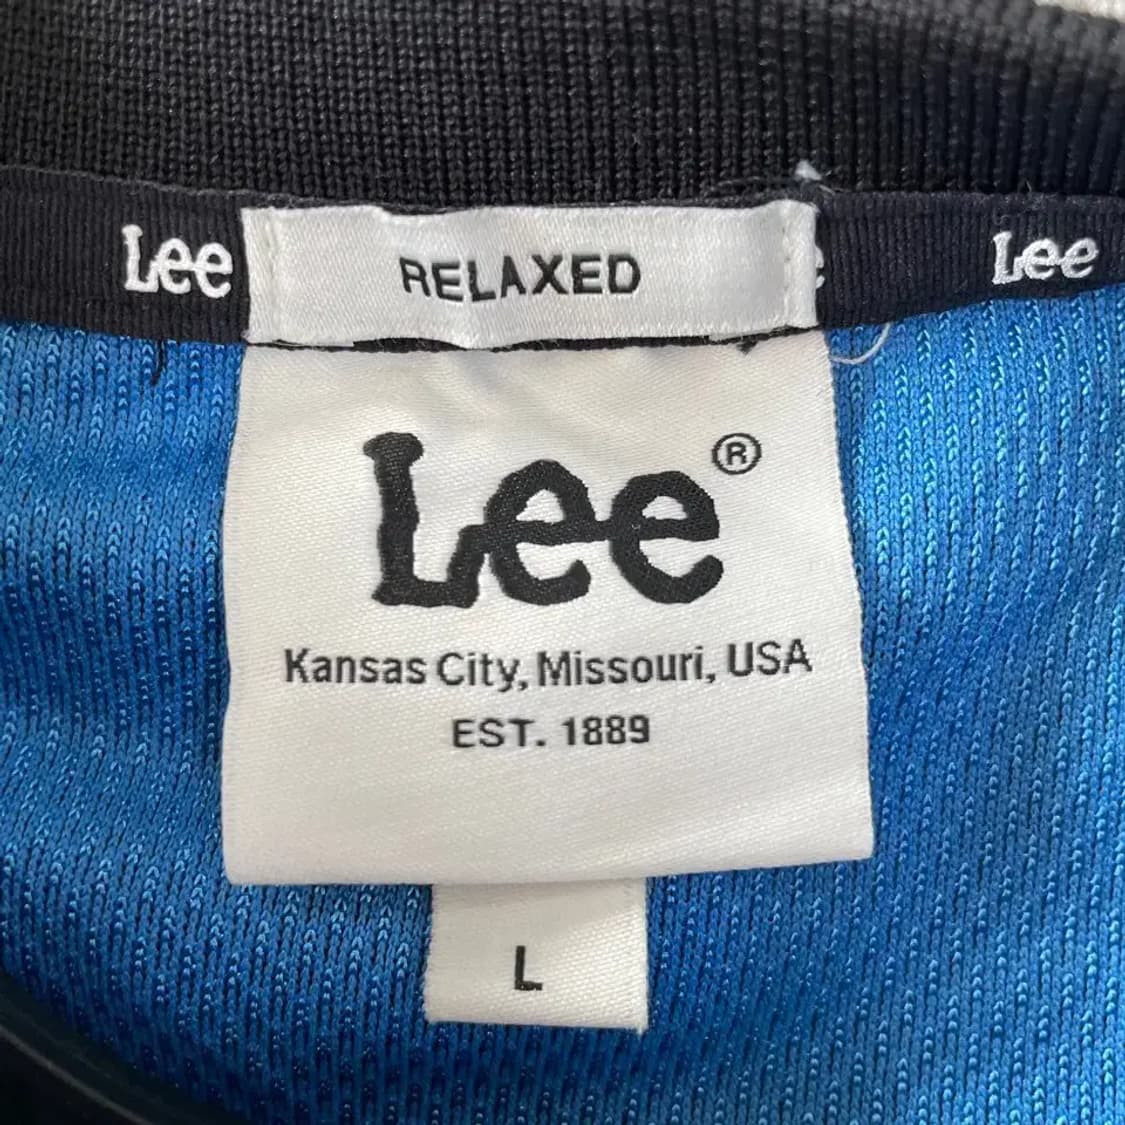 Lee RELAXED e Lee
Lee®
Kansas City, Missouri, USA
EST. 1889
L